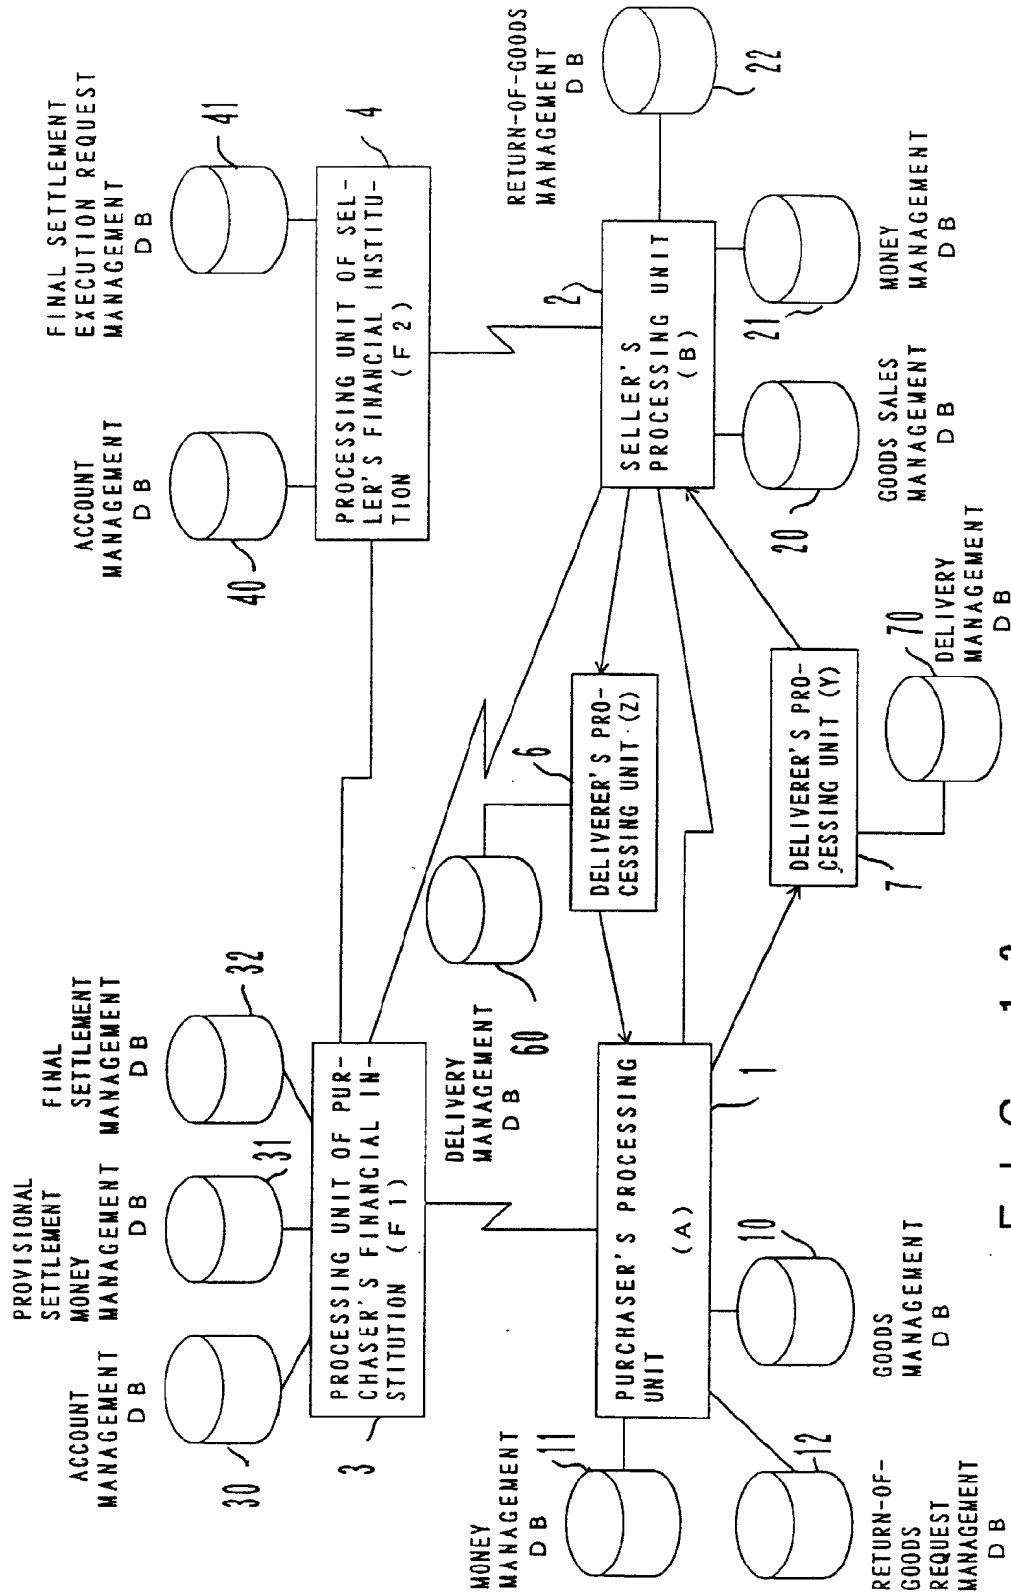 ACCOUNT
MANAGEMENT
DB
30
PROVISIONAL
SETTLEMENT
MONEY
MANAGEMENT
DB
31
FINAL
SETTLEMENT
MANAGEMENT
DB
32
ACCOUNT
MANAGEMENT
DB
40
FINAL SETTLEMENT
EXECUTION REQUEST
MANAGEMENT
DB
41
3
PROCESSING UNIT OF PUR-
CHASER'S FINANCIAL IN-
STITUTION (F1)
4
PROCESSING UNIT OF SEL-
LER'S FINANCIAL INSTITU-
TION
(F2)
DELIVERY
MANAGEMENT
DB
60
6
DELIVERER'S PRO-
CESSING UNIT (Z)
RETURN-OF-GOODS
MANAGEMENT
DB
22
MONEY
MANAGEMENT
DB
11
PURCHASER'S PROCESSING
UNIT
(A)
1
2
SELLER'S
PROCESSING UNIT
(B)
RETURN-OF-
GOODS
REQUEST
MANAGEMENT
DB
12
GOODS
MANAGEMENT
DB
10
7
DELIVERER'S PRO-
CESSING UNIT (Y)
70
DELIVERY
MANAGEMENT
DB
20
GOODS SALES
MANAGEMENT
DB
21
MONEY
MANAGEMENT
DB